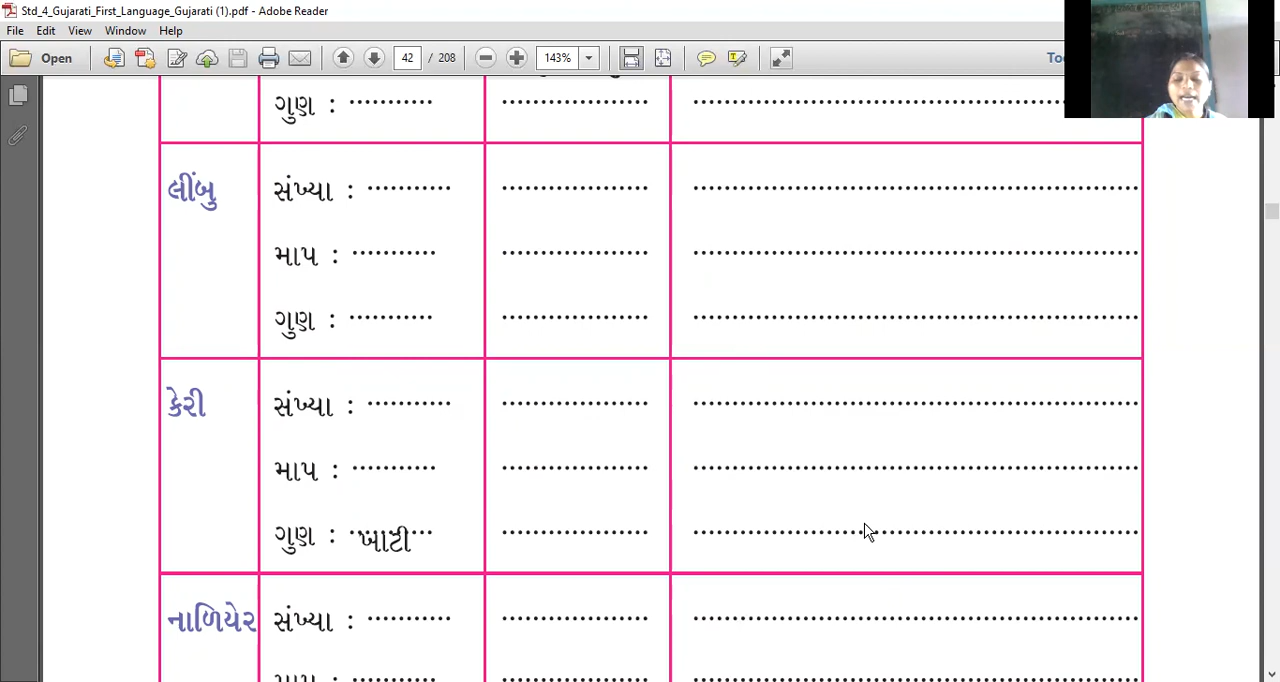 Std_4_Gujarati_First_Language_Gujarati (1).pdf - Adobe Reader
File Edit View Window Help
Open 42 / 208 143%
ગુણ : ........... ................... ..........................................
લીંબુ સંખ્યા : ........... ................... ..................................................
માપ : ........... ................... ..................................................
ગુણ : ........... ................... ..................................................
કેરી સંખ્યા : ........... ................... ..................................................
માપ : ........... ................... ..................................................
ગુણ : ખાટી ................... ..................................................
નાળિયેર સંખ્યા : ........... ................... ..................................................